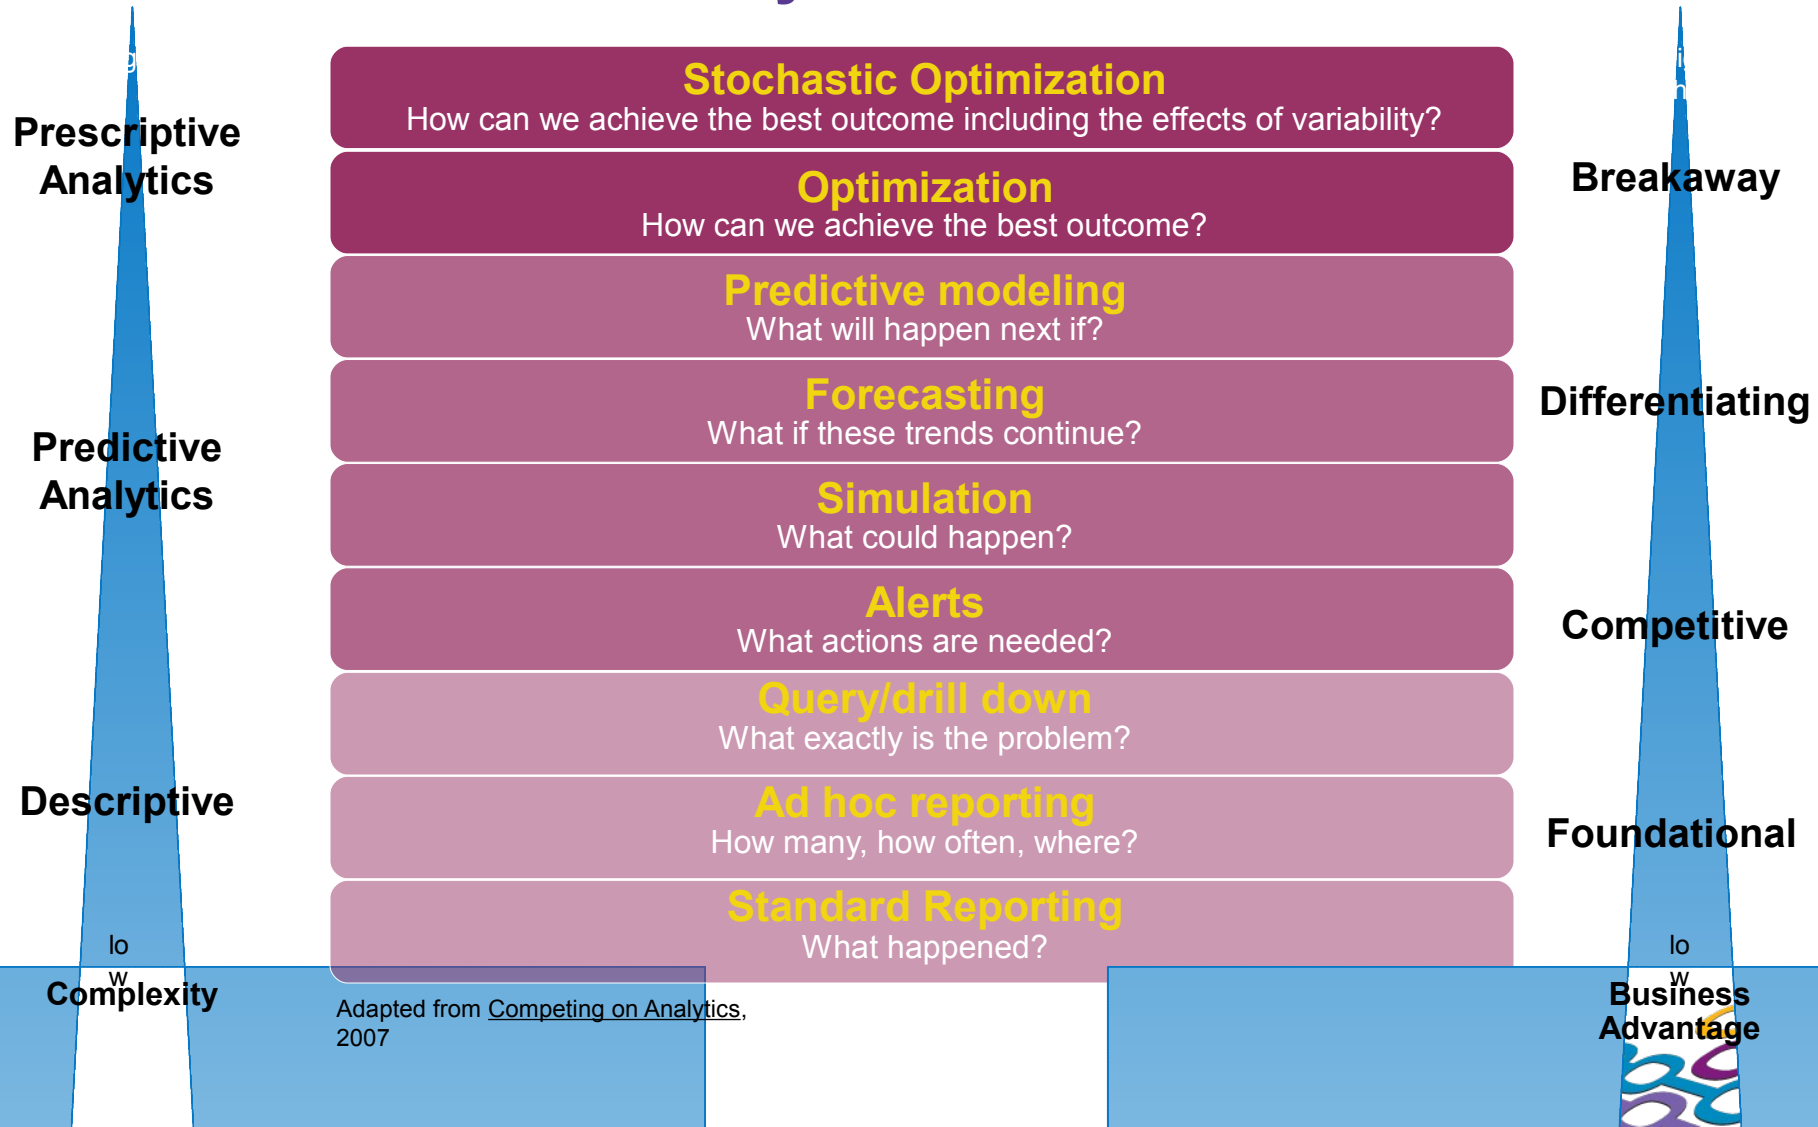 Stochastic Optimization
How can we achieve the best outcome including the effects of variability?
Prescriptive
Analytics
Optimization
How can we achieve the best outcome?
Breakaway
Predictive modeling
What will happen next if?
Forecasting
What if these trends continue?
Differentiating
Predictive
Analytics
Simulation
What could happen?
Alerts
What actions are needed?
Competitive
Query/drill down
What exactly is the problem?
Descriptive
Ad hoc reporting
How many, how often, where?
Foundational
Standard Reporting
What happened?
lo
w
Complexity
lo
w
Business
Advantage
Adapted from Competing on Analytics,
2007